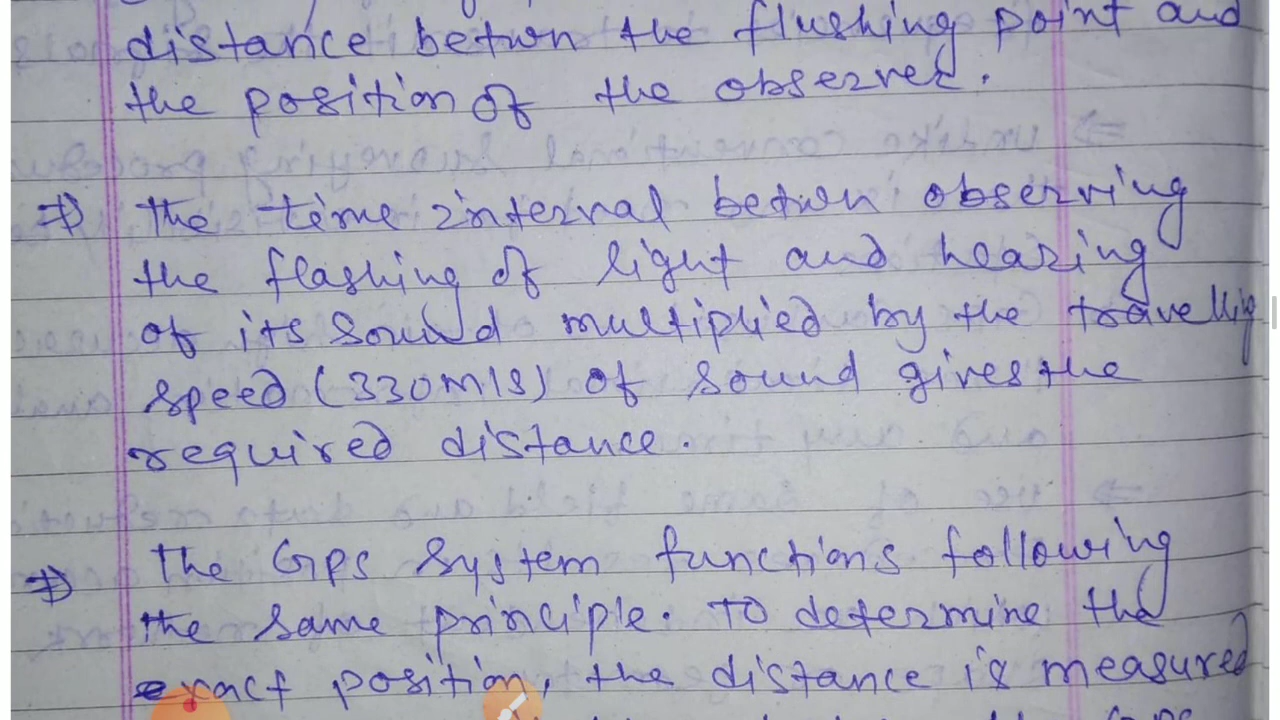 distance betwn the flushing point and
the position of the observer.
⇒ The time interval betwn observing
the flashing of light and hearing
of its sound multiplied by the travelling
speed (330m/s) of sound gives the
required distance.
⇒ The GPS system functions following
the same principle. To determine the
exact position, the distance is measured